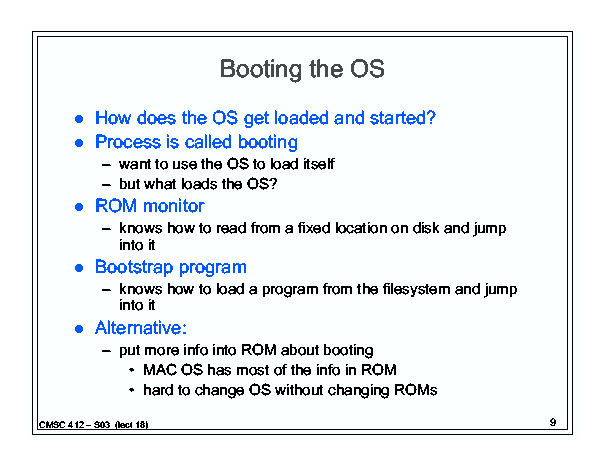 Booting the OS
● How does the OS get loaded and started?
● Process is called booting
– want to use the OS to load itself
– but what loads the OS?
● ROM monitor
– knows how to read from a fixed location on disk and jump
into it
● Bootstrap program
– knows how to load a program from the filesystem and jump
into it
● Alternative:
– put more info into ROM about booting
• MAC OS has most of the info in ROM
• hard to change OS without changing ROMs
CMSC 412 – S03 (lect 18)
9